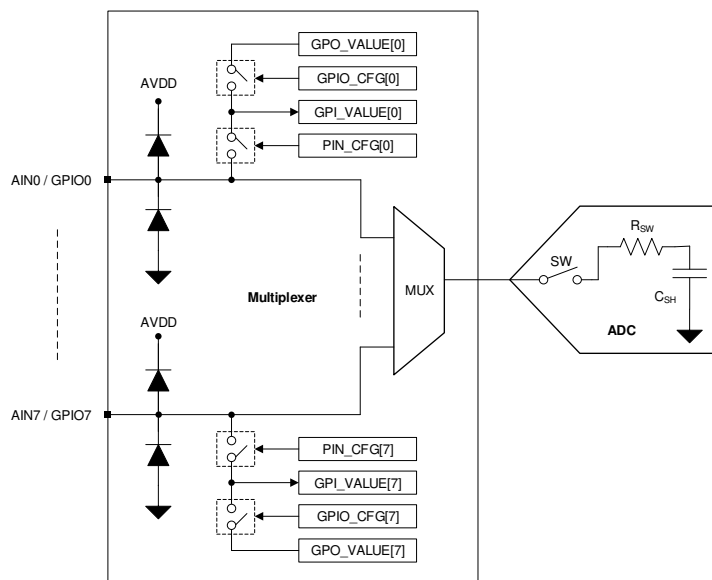 GPO_VALUE[0]
GPIO_CFG[0]
AVDD
GPI_VALUE[0]
PIN_CFG[0]
AIN0 / GPIO0
RSW
SW
MUX
CSH
Multiplexer
ADC
AVDD
AIN7 / GPIO7
PIN_CFG[7]
GPI_VALUE[7]
GPIO_CFG[7]
GPO_VALUE[7]